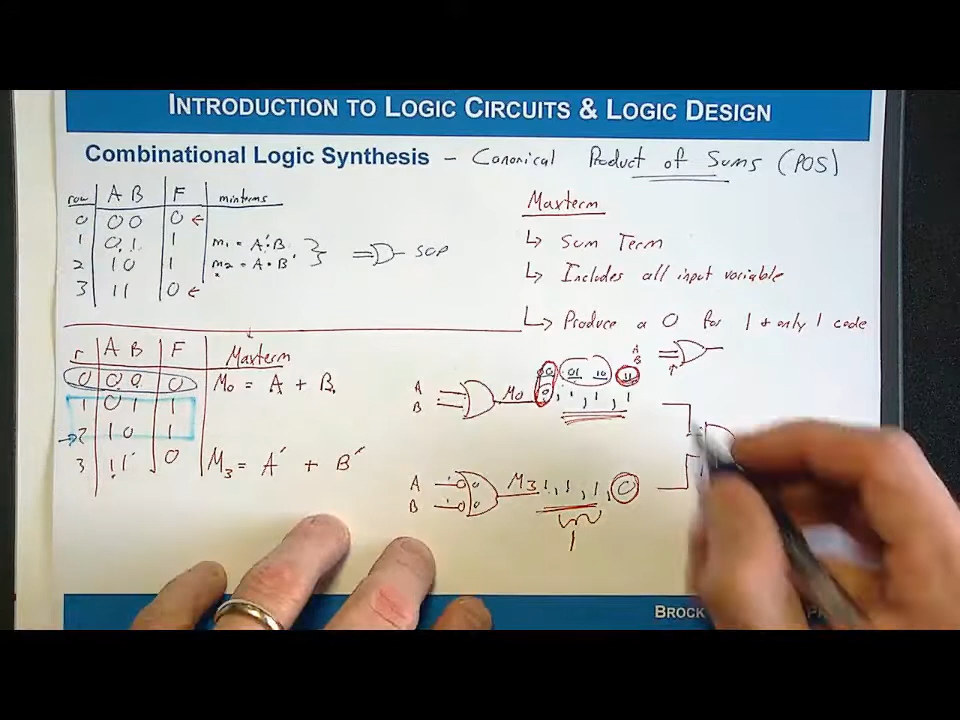 INTRODUCTION TO LOGIC CIRCUITS & LOGIC DESIGN
Combinational Logic Synthesis - Canonical Product of Sums (POS)
row A B F minterms
0 0 0 0 ←
1 0 1 1 m1 = A'·B
2 1 0 1 m2 = A·B'
3 1 1 0 ←
SOP
Maxterm
↳ Sum Term
↳ Includes all input variable
↳ Produce a 0 for 1 & only 1 code
r A B F Maxterm
0 0 0 0 M0 = A + B
1 0 1 1
→ 2 1 0 1
3 1 1 0 M3 = A' + B'
A
B
00 01 10 11
A
B
M0 0, 1, 1, 1
A
B
M3 1, 1, 1, 0
1
BROCK